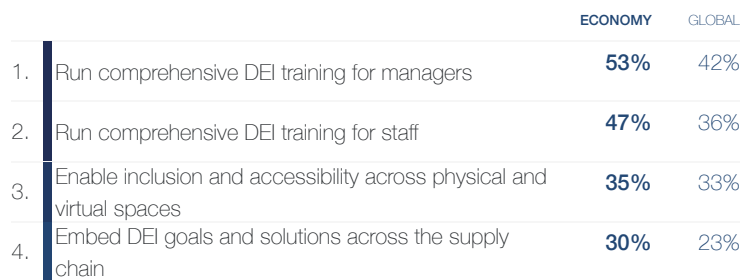 ECONOMY GLOBAL
1. Run comprehensive DEI training for managers 53% 42%
2. Run comprehensive DEI training for staff 47% 36%
3. Enable inclusion and accessibility across physical and virtual spaces 35% 33%
4. Embed DEI goals and solutions across the supply chain 30% 23%